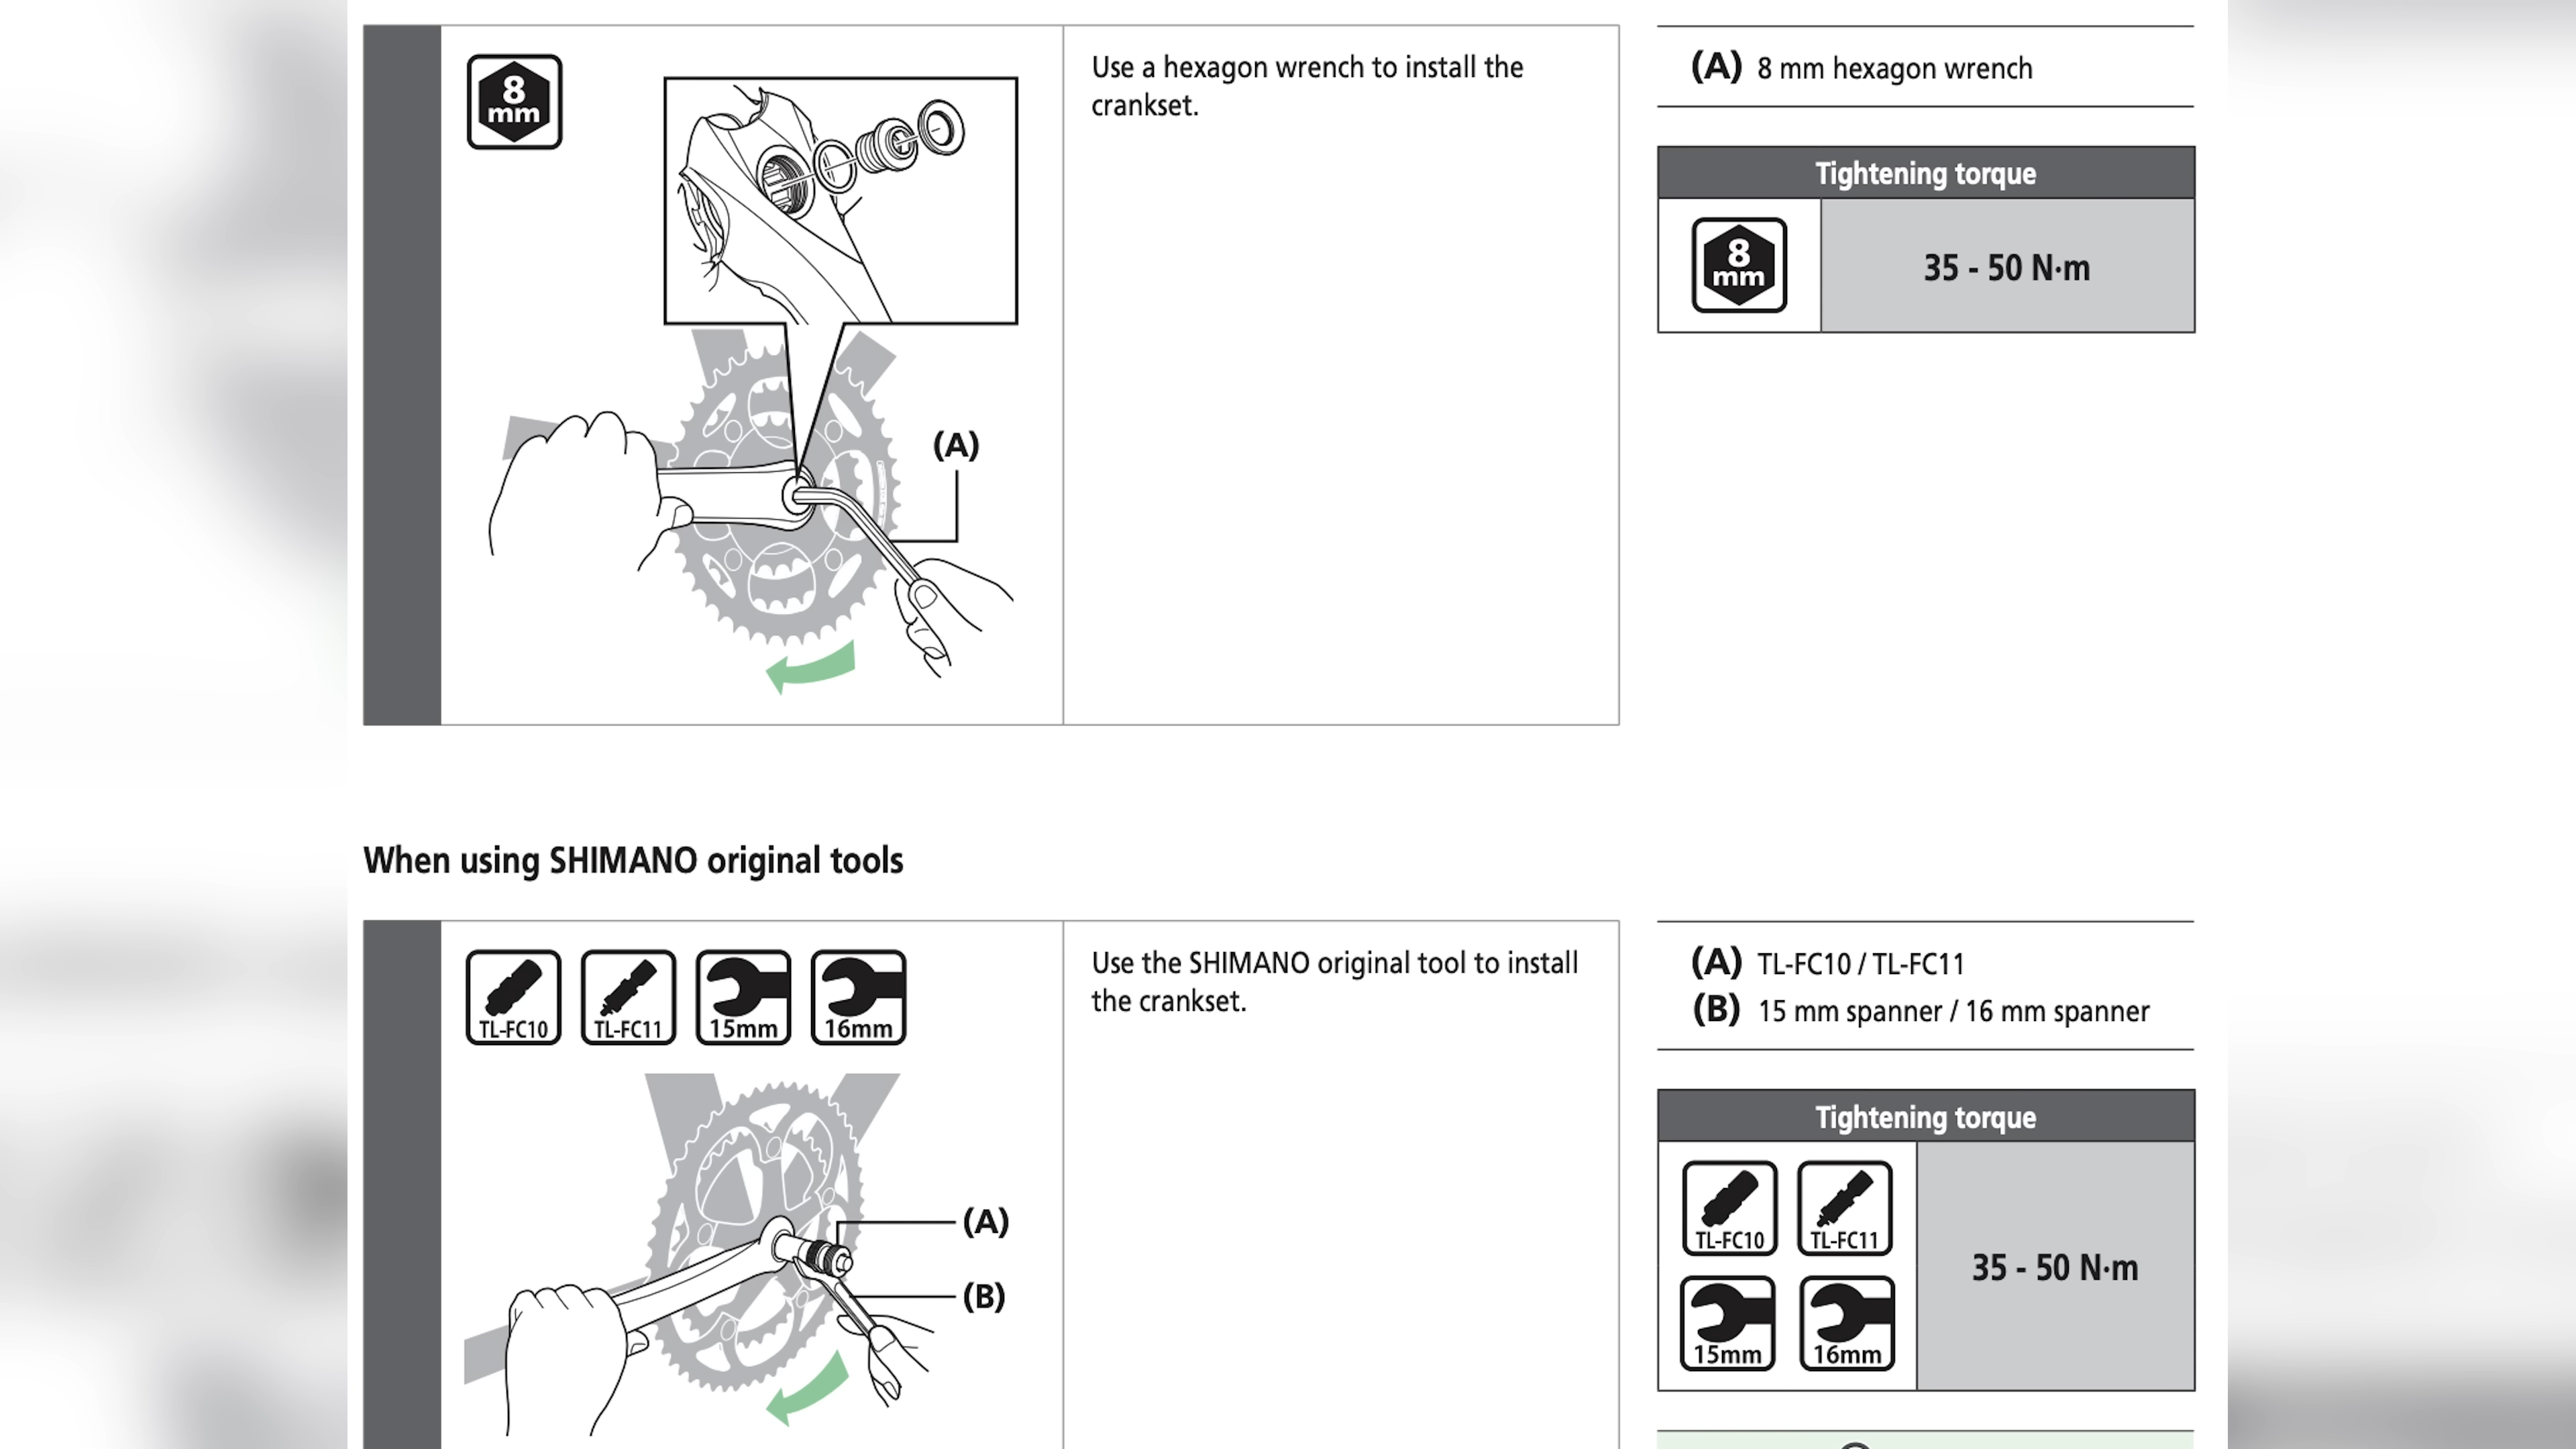 8
mm
(A)
Use a hexagon wrench to install the
crankset.
(A) 8 mm hexagon wrench
Tightening torque
8
mm
35 - 50 N·m
When using SHIMANO original tools
TL-FC10
TL-FC11
15mm
16mm
(A)
(B)
Use the SHIMANO original tool to install
the crankset.
(A) TL-FC10 / TL-FC11
(B) 15 mm spanner / 16 mm spanner
Tightening torque
TL-FC10
TL-FC11
15mm
16mm
35 - 50 N·m